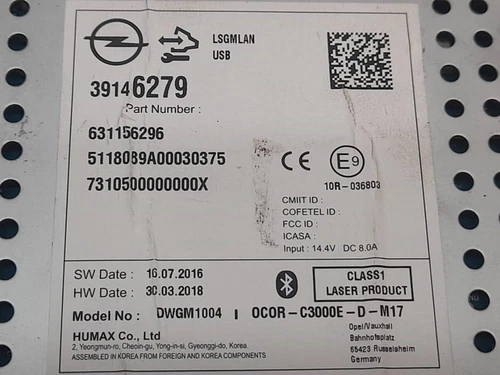 LSGMLAN
USB
39146279
Part Number :
631156296
5118089A00030375
7310500000000X
CE
E9
10R-036803
CMIIT ID :
COFETEL ID :
FCC ID :
ICASA :
Input : 14.4V DC 8.0A
SW Date : 16.07.2016
HW Date : 30.03.2018
CLASS1
LASER PRODUCT
Model No : DWGM1004 I OCOR-C3000E-D-M17
HUMAX Co., Ltd
2, Yeongmun-ro, Cheoin-gu, Yong-in-si, Gyeonggi-do, Korea.
ASSEMBLED IN KOREA FROM FOREIGN AND KOREA COMPONENTS
Opel/Vauxhall
Bahnhofsplatz
65423 Russelsheim
Germany